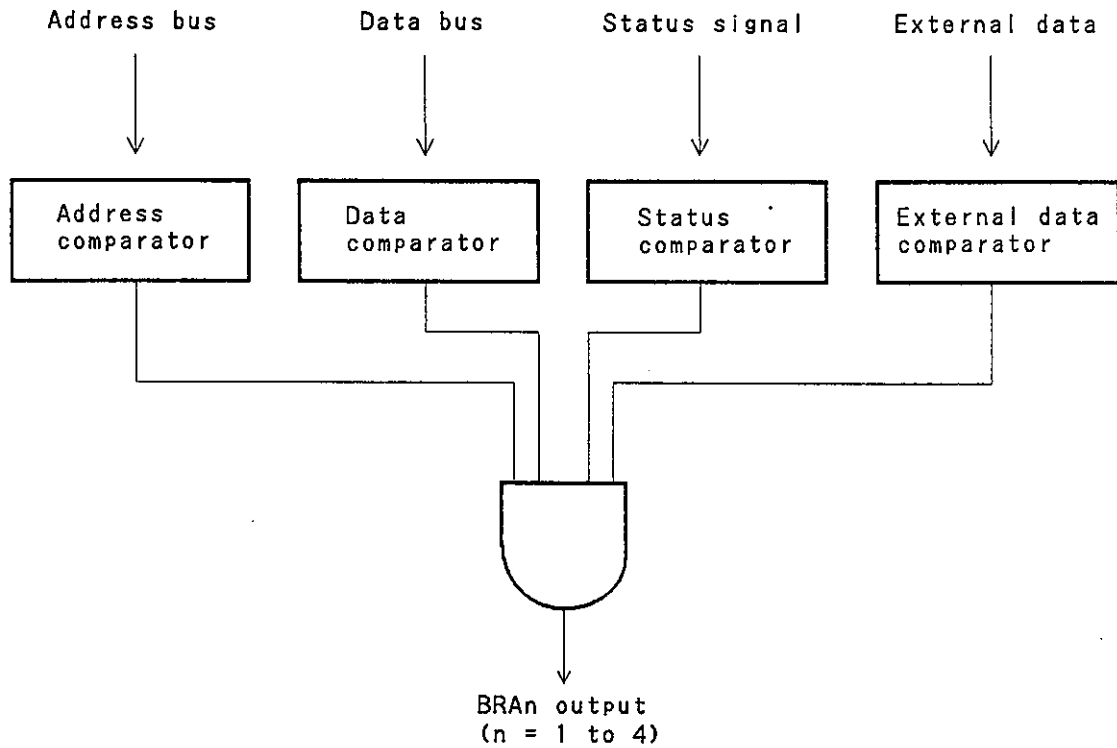 Address bus
Data bus
Status signal
External data
Address
comparator
Data
comparator
Status
comparator
External data
comparator
BRAn output
(n = 1 to 4)